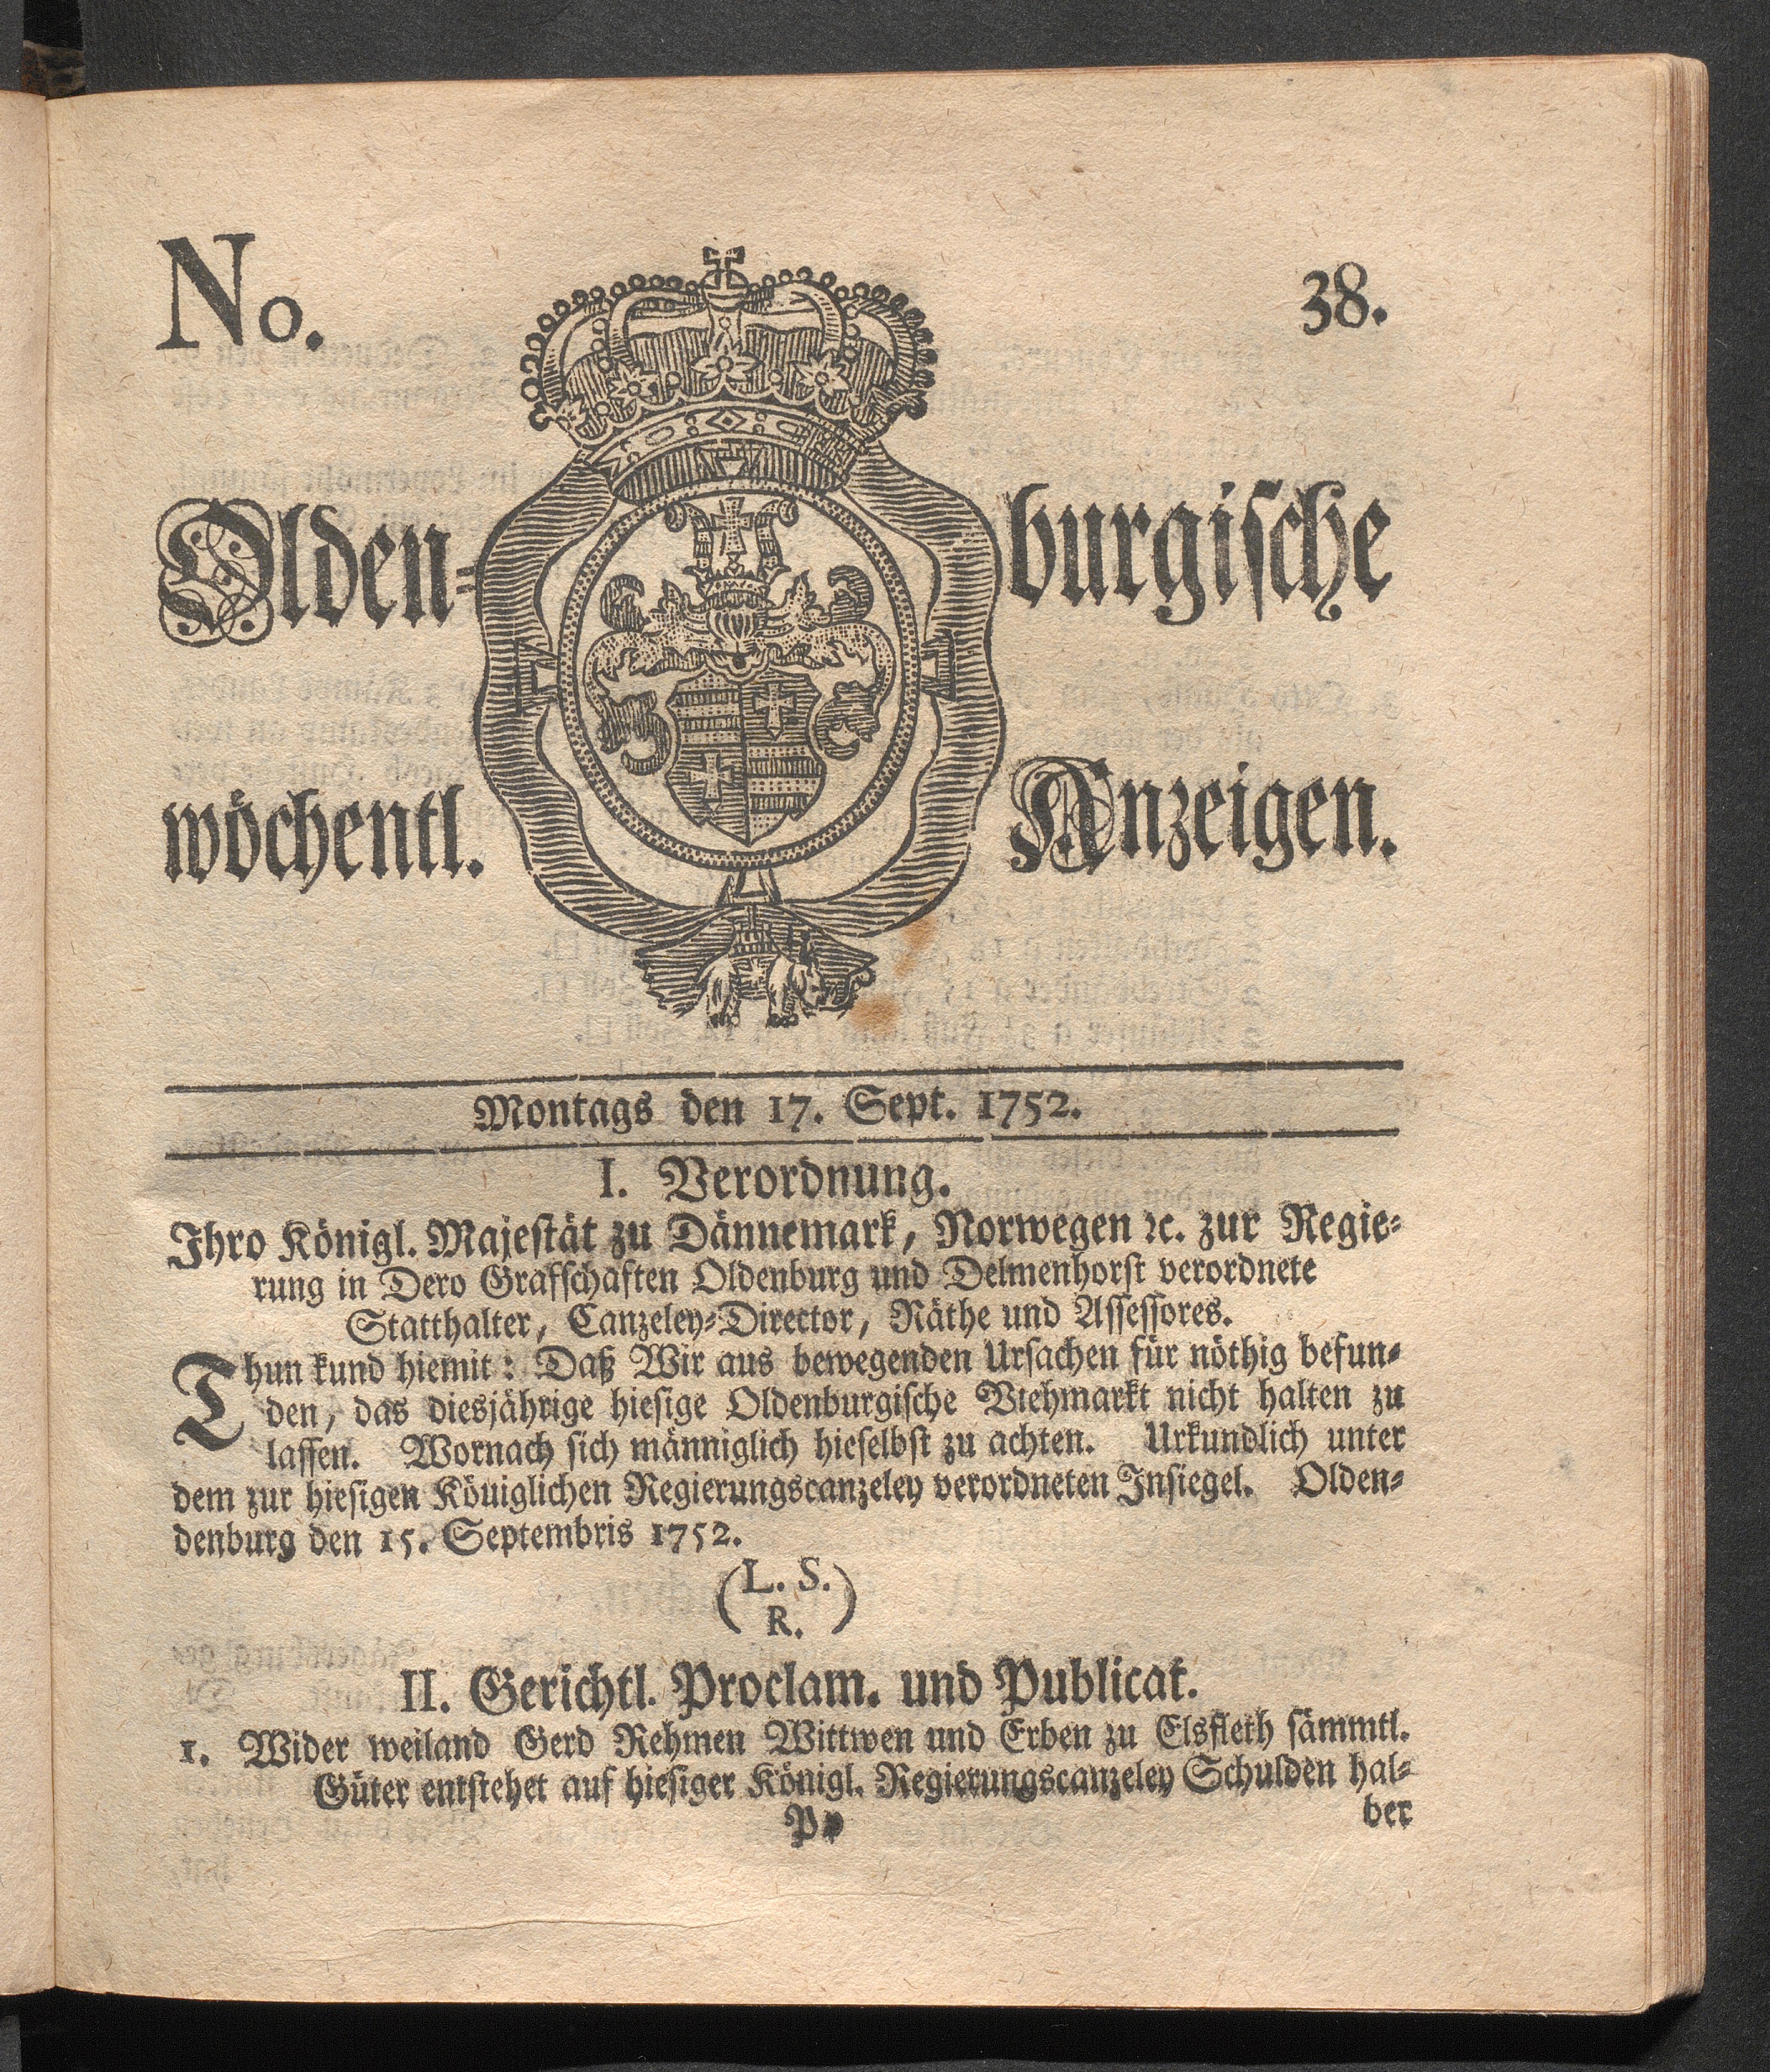 No. 38.
Olden= burgische
wöchentl. Anzeigen.
Montags den 17. Sept. 1752.
I. Verordnung.
Ihro Königl. Majestät zu Dännemark, Norwegen ꝛc. zur Regie=
rung in Dero Grafschaften Oldenburg und Delmenhorst verordnete
Statthalter, Canzeley=Director, Räthe und Assessores.
Thun kund hiemit: Daß Wir aus bewegenden Ursachen für nöthig befun=
den, das diesjährige hiesige Oldenburgische Viehmarkt nicht halten zu
lassen. Wornach sich männiglich hieselbst zu achten. Urkundlich unter
dem zur hiesigen Köuiglichen Regierungscanzeley verordneten Insiegel. Olden=
denburg den 15. Septembris 1752.
(L. S.)
R.
II. Gerichtl. Proclam. und Publicat.
1. Wider weiland Gerd Rehmen Wittwen und Erben zu Elsfleth sämmtl.
Güter entstehet auf hiesiger Königl. Regierungscanzeley Schulden hal=
ber